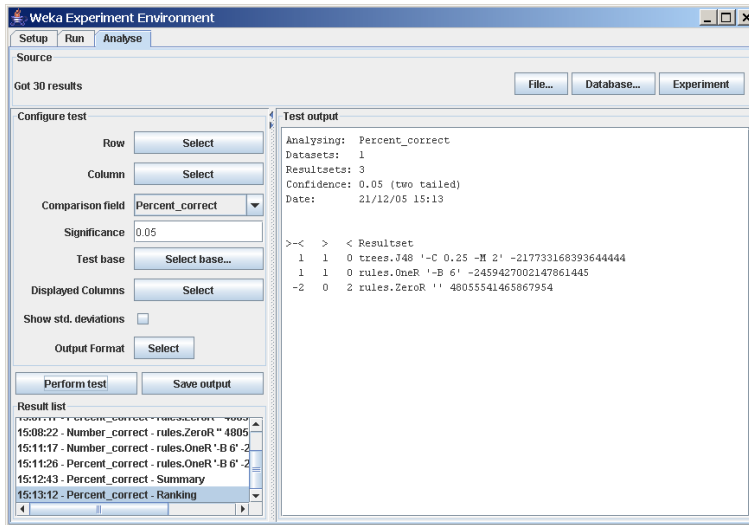 Weka Experiment Environment
Setup Run Analyse
Source
Got 30 results
File... Database... Experiment
Configure test
Row Select
Column Select
Comparison field Percent_correct
Significance 0.05
Test base Select base...
Displayed Columns Select
Show std. deviations
Output Format Select
Perform test Save output
Result list
15:08:22 - Number_correct - rules.ZeroR '' 4805
15:11:17 - Number_correct - rules.OneR '-B 6' -2
15:11:26 - Percent_correct - rules.OneR '-B 6' -2
15:12:43 - Percent_correct - Summary
15:13:12 - Percent_correct - Ranking
Test output
Analysing: Percent_correct
Datasets: 1
Resultsets: 3
Confidence: 0.05 (two tailed)
Date: 21/12/05 15:13
>-< > < Resultset
1 1 0 trees.J48 '-C 0.25 -M 2' -217733168393644444
1 1 0 rules.OneR '-B 6' -2459427002147861445
-2 0 2 rules.ZeroR '' 48055541465867954